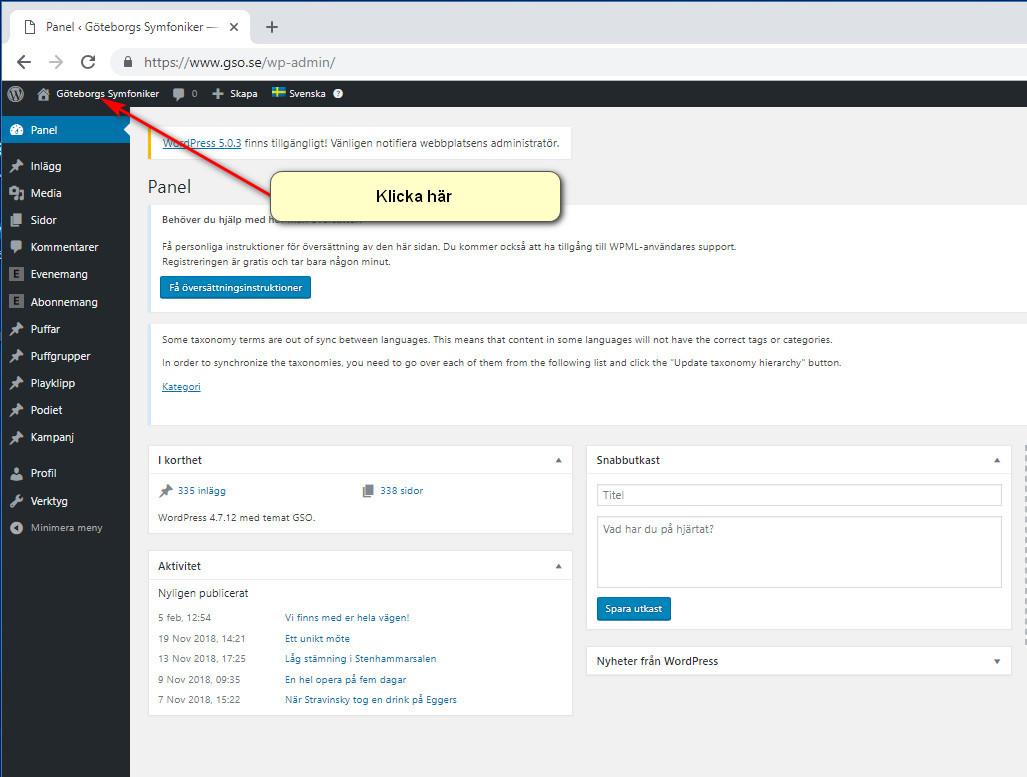 Panel ‹ Göteborgs Symfoniker —
https://www.gso.se/wp-admin/
Göteborgs Symfoniker 0 Skapa Svenska ?
Panel
Inlägg
Media
Sidor
Kommentarer
E Evenemang
E Abonnemang
Puffar
Puffgrupper
Playklipp
Podiet
Kampanj
Profil
Verktyg
Minimera meny
WordPress 5.0.3 finns tillgängligt! Vänligen notifiera webbplatsens administratör.
Klicka här
Panel
Behöver du hjälp med
Få personliga instruktioner för översättning av den här sidan. Du kommer också att ha tillgång till WPML-användares support.
Registreringen är gratis och tar bara någon minut.
Få översättningsinstruktioner
Some taxonomy terms are out of sync between languages. This means that content in some languages will not have the correct tags or categories.
In order to synchronize the taxonomies, you need to go over each of them from the following list and click the "Update taxonomy hierarchy" button.
Kategori
I korthet
335 inlägg 338 sidor
WordPress 4.7.12 med temat GSO.
Aktivitet
Nyligen publicerat
5 feb, 12:54 Vi finns med er hela vägen!
19 Nov 2018, 14:21 Ett unikt möte
13 Nov 2018, 17:25 Låg stämning i Stenhammarsalen
9 Nov 2018, 09:35 En hel opera på fem dagar
7 Nov 2018, 15:22 När Stravinsky tog en drink på Eggers
Snabbutkast
Titel
Vad har du på hjärtat?
Spara utkast
Nyheter från WordPress